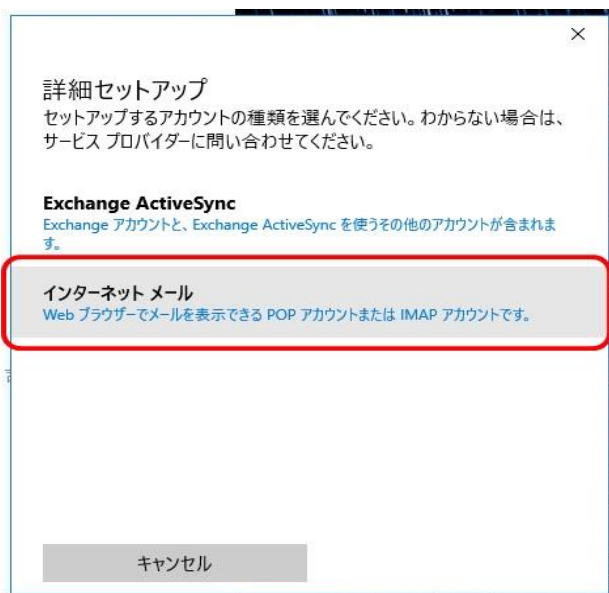 詳細セットアップ
セットアップするアカウントの種類を選んでください。わからない場合は、
サービス プロバイダーに問い合わせてください。
Exchange ActiveSync
Exchange アカウントと、Exchange ActiveSync を使うその他のアカウントが含まれま
す。
インターネット メール
Web ブラウザーでメールを表示できる POP アカウントまたは IMAP アカウントです。
キャンセル